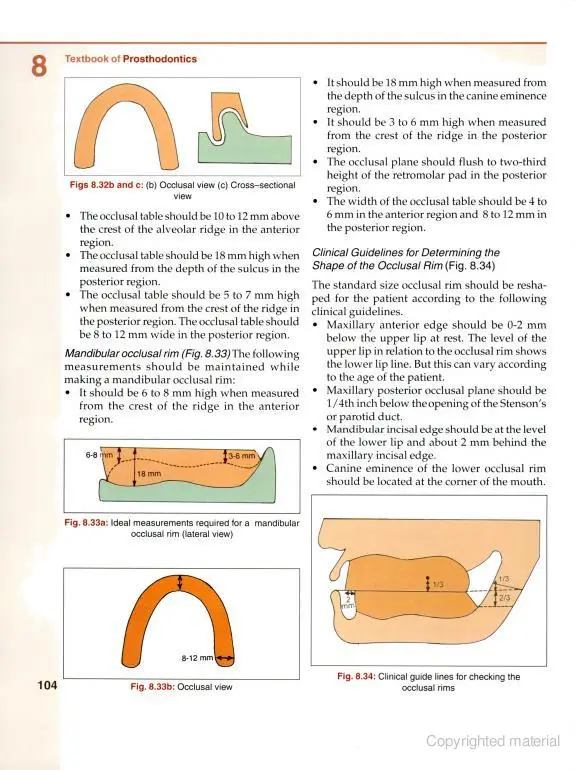 8
Textbook of Prosthodontics
Figs 8.32b and c: (b) Occlusal view (c) Cross–sectional
view
• The occlusal table should be 10 to 12 mm above
the crest of the alveolar ridge in the anterior
region.
• The occlusal table should be 18 mm high when
measured from the depth of the sulcus in the
posterior region.
• The occlusal table should be 5 to 7 mm high
when measured from the crest of the ridge in
the posterior region. The occlusal table should
be 8 to 12 mm wide in the posterior region.
Mandibular occlusal rim (Fig. 8.33) The following
measurements should be maintained while
making a mandibular occlusal rim:
• It should be 6 to 8 mm high when measured
from the crest of the ridge in the anterior
region.
6-8 mm
3-6 mm
18 mm
Fig. 8.33a: Ideal measurements required for a mandibular
occlusal rim (lateral view)
8-12 mm
Fig. 8.33b: Occlusal view
104
• It should be 18 mm high when measured from
the depth of the sulcus in the canine eminence
region.
• It should be 3 to 6 mm high when measured
from the crest of the ridge in the posterior
region.
• The occlusal plane should flush to two-third
height of the retromolar pad in the posterior
region.
• The width of the occlusal table should be 4 to
6 mm in the anterior region and 8 to 12 mm in
the posterior region.
Clinical Guidelines for Determining the
Shape of the Occlusal Rim (Fig. 8.34)
The standard size occlusal rim should be resha-
ped for the patient according to the following
clinical guidelines.
• Maxillary anterior edge should be 0-2 mm
below the upper lip at rest. The level of the
upper lip in relation to the occlusal rim shows
the lower lip line. But this can vary according
to the age of the patient.
• Maxillary posterior occlusal plane should be
1/4th inch below the opening of the Stenson's
or parotid duct.
• Mandibular incisal edge should be at the level
of the lower lip and about 2 mm behind the
maxillary incisal edge.
• Canine eminence of the lower occlusal rim
should be located at the corner of the mouth.
1/3
1/3
2/3
2
mm
Fig. 8.34: Clinical guide lines for checking the
occlusal rims
Copyrighted material